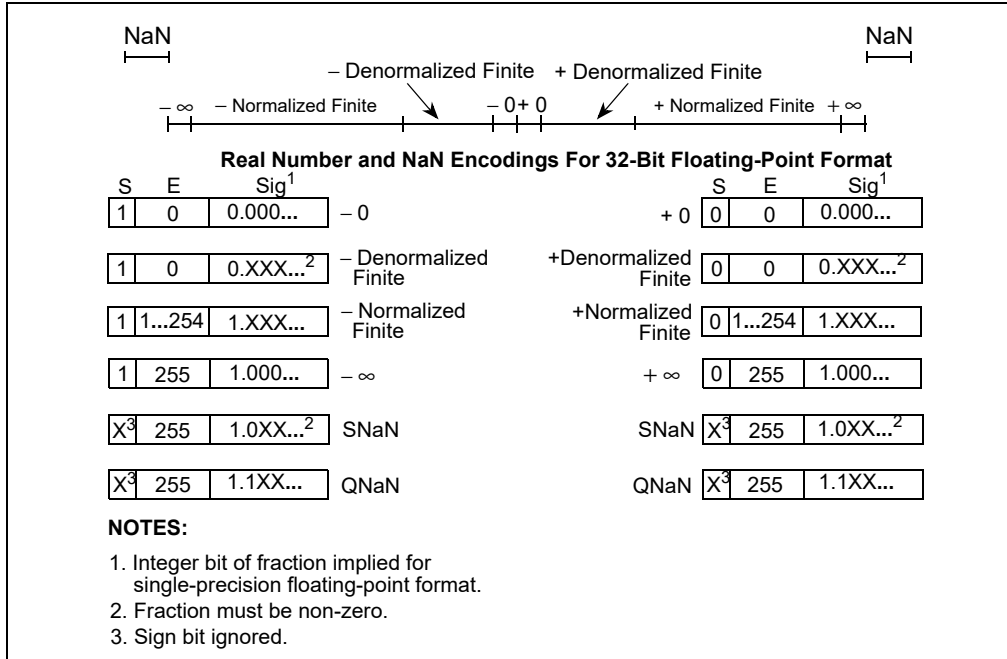 NaN NaN
− Denormalized Finite + Denormalized Finite
− ∞ − Normalized Finite − 0 + 0 + Normalized Finite + ∞
Real Number and NaN Encodings For 32-Bit Floating-Point Format
S E Sig¹ S E Sig¹
1 0 0.000... − 0 + 0 0 0 0.000...
1 0 0.XXX...² − Denormalized Finite +Denormalized Finite 0 0 0.XXX...²
1 1...254 1.XXX... − Normalized Finite +Normalized Finite 0 1...254 1.XXX...
1 255 1.000... − ∞ + ∞ 0 255 1.000...
X³ 255 1.0XX...² SNaN SNaN X³ 255 1.0XX...²
X³ 255 1.1XX... QNaN QNaN X³ 255 1.1XX...
NOTES:
1. Integer bit of fraction implied for
single-precision floating-point format.
2. Fraction must be non-zero.
3. Sign bit ignored.